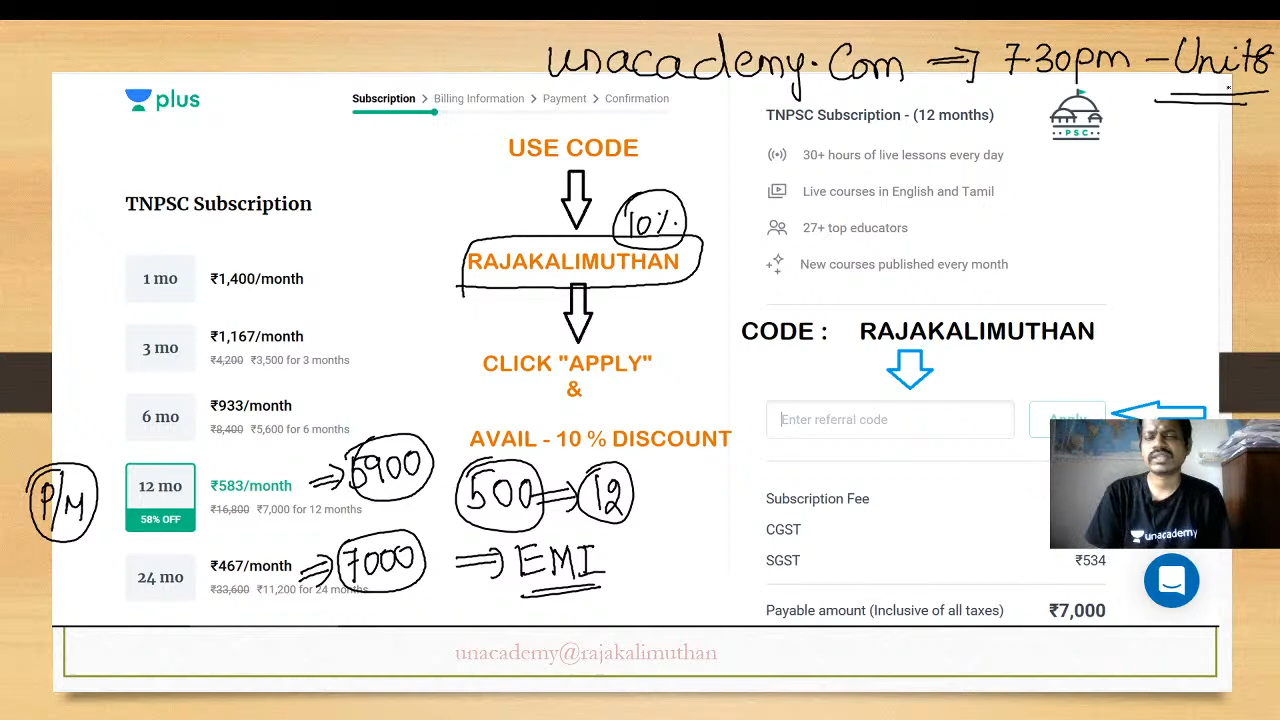 unacademy.Com => 7-30pm - Units
plus
Subscription > Billing Information > Payment > Confirmation
USE CODE
10%
RAJAKALIMUTHAN
CLICK "APPLY"
&
AVAIL - 10 % DISCOUNT
TNPSC Subscription
1 mo ₹1,400/month
3 mo ₹1,167/month
₹4,200 ₹3,500 for 3 months
6 mo ₹933/month
₹8,400 ₹5,600 for 6 months
P/M
12 mo ₹583/month => 5900
58% OFF ₹16,800 ₹7,000 for 12 months
500 => 12
24 mo ₹467/month => 7000 => EMI
₹33,600 ₹11,200 for 24 months
TNPSC Subscription - (12 months)
PSC
30+ hours of live lessons every day
Live courses in English and Tamil
27+ top educators
New courses published every month
CODE : RAJAKALIMUTHAN
Enter referral code
Apply
Subscription Fee
CGST
SGST ₹534
Payable amount (Inclusive of all taxes) ₹7,000
unacademy
unacademy@rajakalimuthan